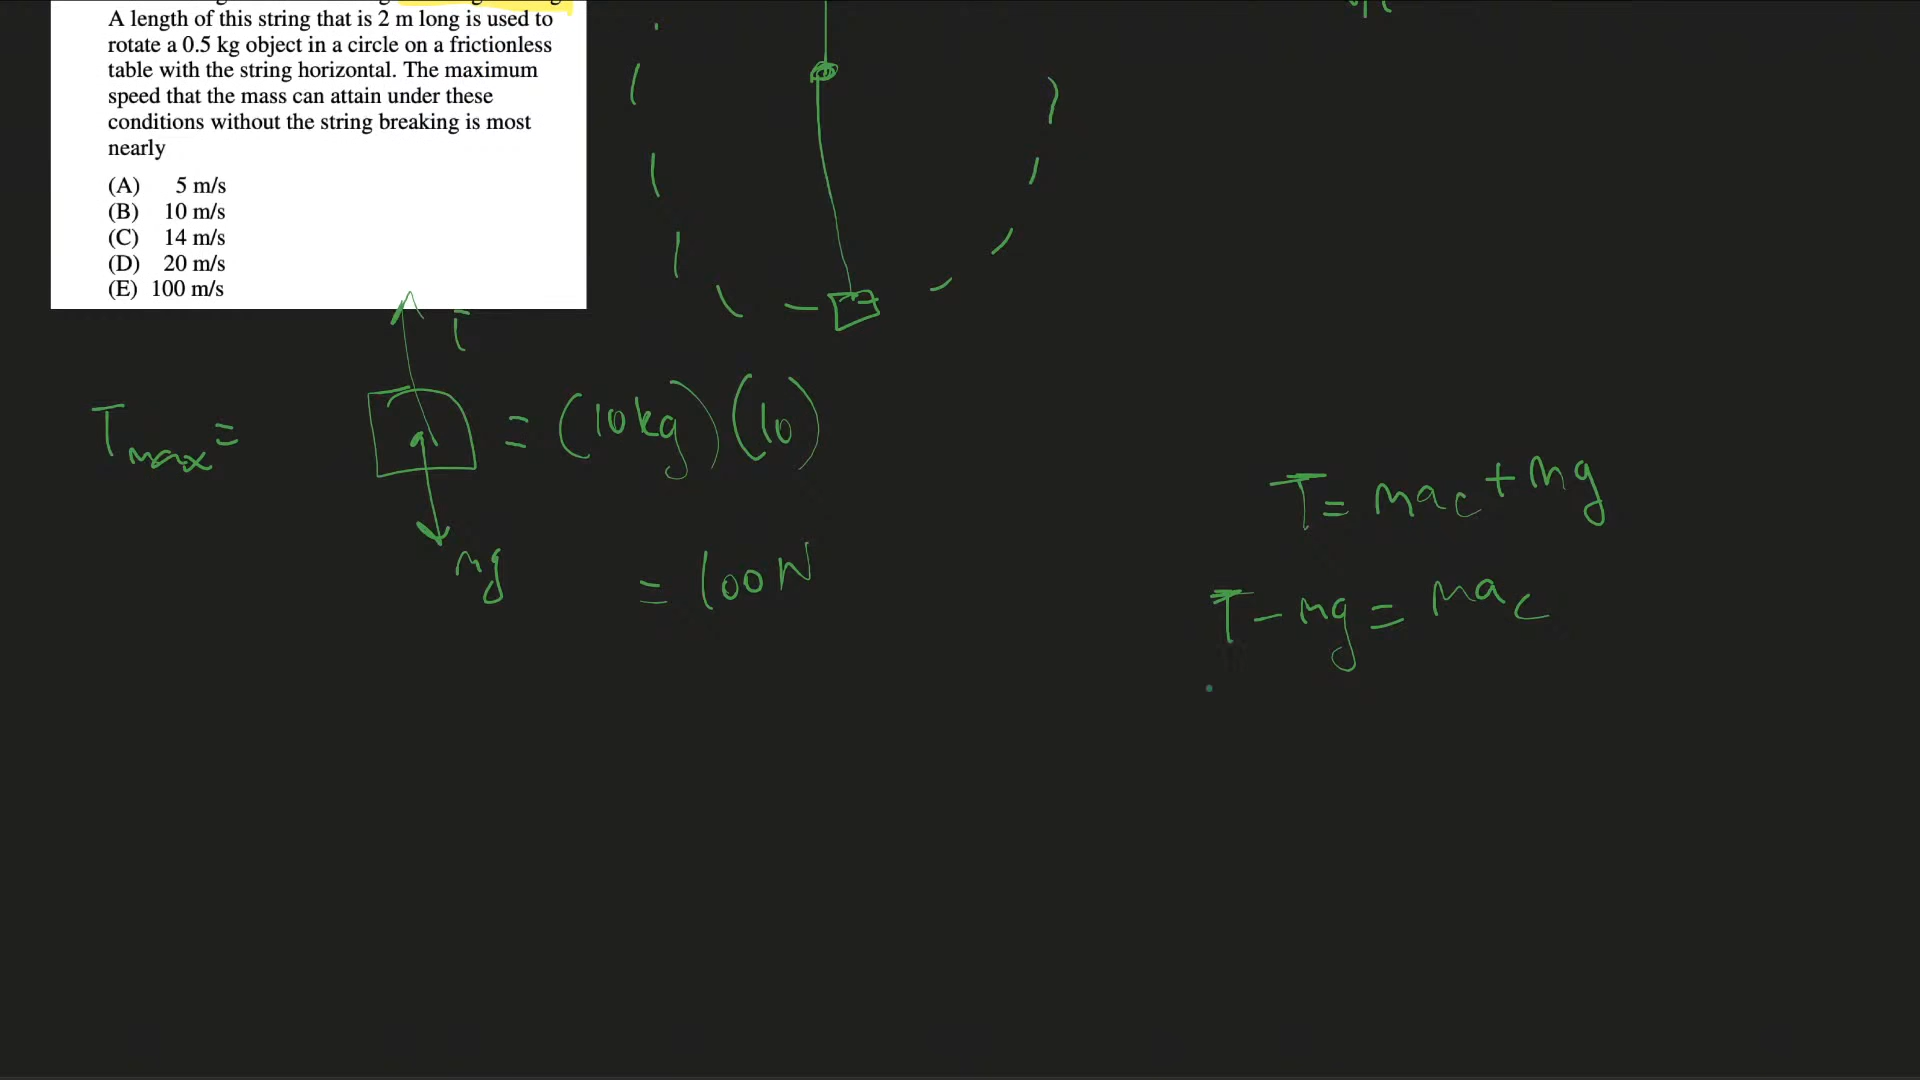 A length of this string that is 2 m long is used to
rotate a 0.5 kg object in a circle on a frictionless
table with the string horizontal. The maximum
speed that the mass can attain under these
conditions without the string breaking is most
nearly
(A) 5 m/s
(B) 10 m/s
(C) 14 m/s
(D) 20 m/s
(E) 100 m/s
T
Tmax =
= (10kg) (10)
mg
= 100N
T = mac + mg
T - mg = mac